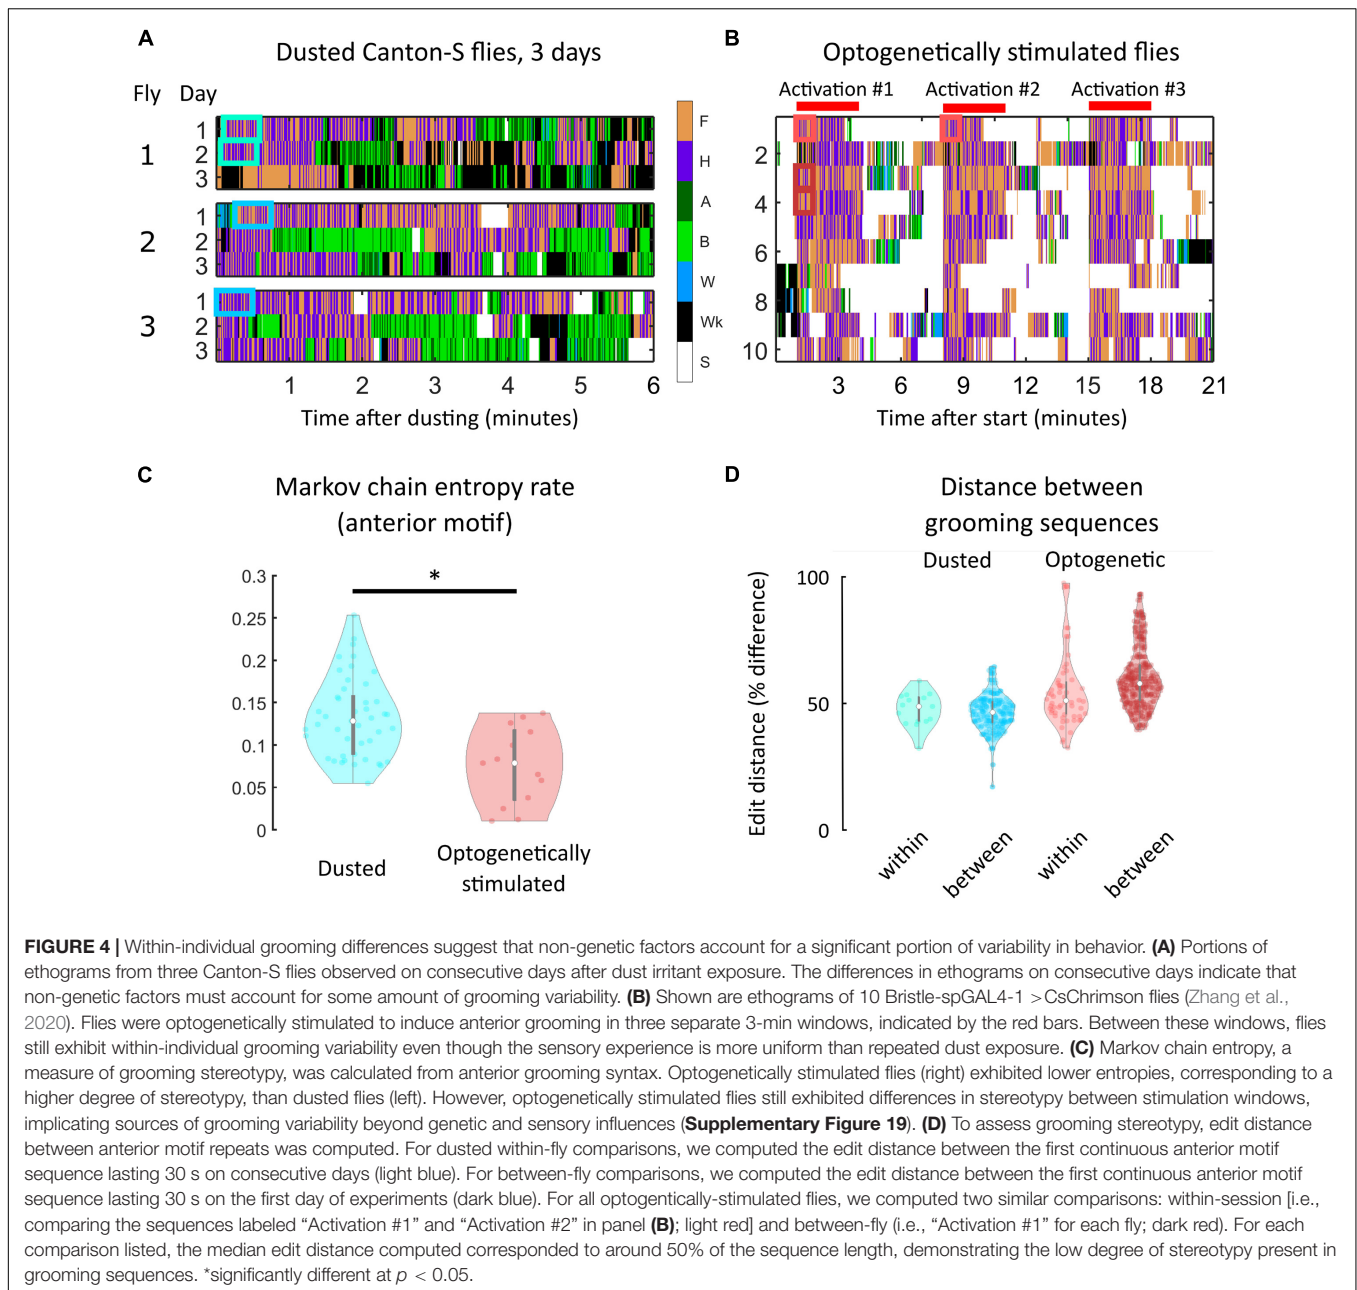 A
Dusted Canton-S flies, 3 days
Fly Day
1
1
2
3
2
1
2
3
3
1
2
3
1 2 3 4 5 6
Time after dusting (minutes)
F
H
A
B
W
Wk
S
B
Optogenetically stimulated flies
Activation #1 Activation #2 Activation #3
2
4
6
8
10
3 6 9 12 15 18 21
Time after start (minutes)
C
Markov chain entropy rate
(anterior motif)
*
0.3
0.25
0.2
0.15
0.1
0.05
0
Dusted
Optogenetically
stimulated
D
Distance between
grooming sequences
Dusted Optogenetic
Edit distance (% difference)
100
50
0
within
between
within
between
FIGURE 4 | Within-individual grooming differences suggest that non-genetic factors account for a significant portion of variability in behavior. (A) Portions of
ethograms from three Canton-S flies observed on consecutive days after dust irritant exposure. The differences in ethograms on consecutive days indicate that
non-genetic factors must account for some amount of grooming variability. (B) Shown are ethograms of 10 Bristle-spGAL4-1 >CsChrimson flies (Zhang et al.,
2020). Flies were optogenetically stimulated to induce anterior grooming in three separate 3-min windows, indicated by the red bars. Between these windows, flies
still exhibit within-individual grooming variability even though the sensory experience is more uniform than repeated dust exposure. (C) Markov chain entropy, a
measure of grooming stereotypy, was calculated from anterior grooming syntax. Optogenetically stimulated flies (right) exhibited lower entropies, corresponding to a
higher degree of stereotypy, than dusted flies (left). However, optogenetically stimulated flies still exhibited differences in stereotypy between stimulation windows,
implicating sources of grooming variability beyond genetic and sensory influences (Supplementary Figure 19). (D) To assess grooming stereotypy, edit distance
between anterior motif repeats was computed. For dusted within-fly comparisons, we computed the edit distance between the first continuous anterior motif
sequence lasting 30 s on consecutive days (light blue). For between-fly comparisons, we computed the edit distance between the first continuous anterior motif
sequence lasting 30 s on the first day of experiments (dark blue). For all optogentically-stimulated flies, we computed two similar comparisons: within-session [i.e.,
comparing the sequences labeled “Activation #1” and “Activation #2” in panel (B); light red] and between-fly (i.e., “Activation #1” for each fly; dark red). For each
comparison listed, the median edit distance computed corresponded to around 50% of the sequence length, demonstrating the low degree of stereotypy present in
grooming sequences. *significantly different at p < 0.05.